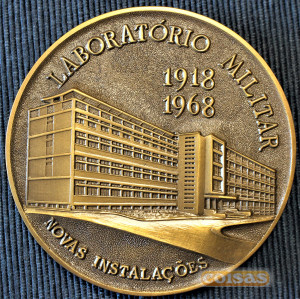 LABORATÓRIO MILITAR
1918
1968
NOVAS INSTALAÇÕES
coisas